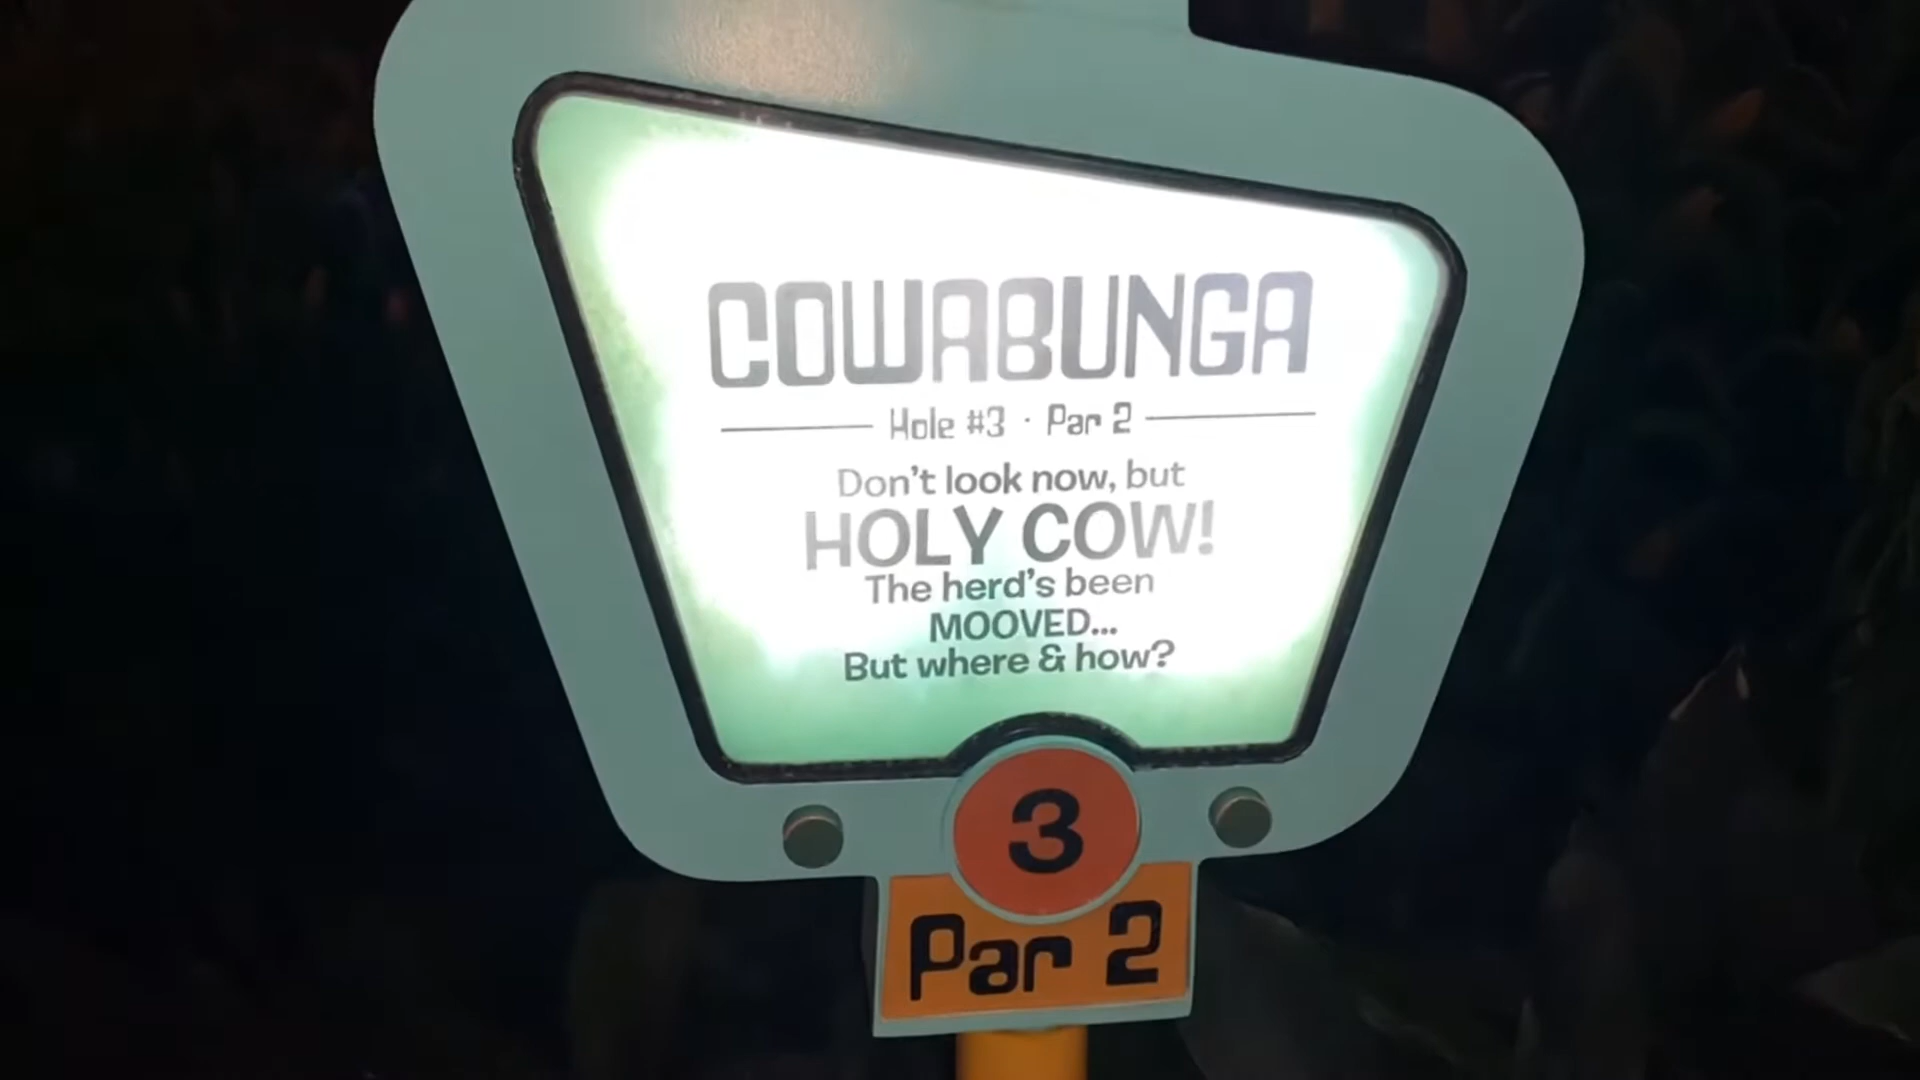 COWABUNGA
Hole #3 · Par 2
Don't look now, but
HOLY COW!
The herd's been
MOOVED...
But where & how?
3
Par 2